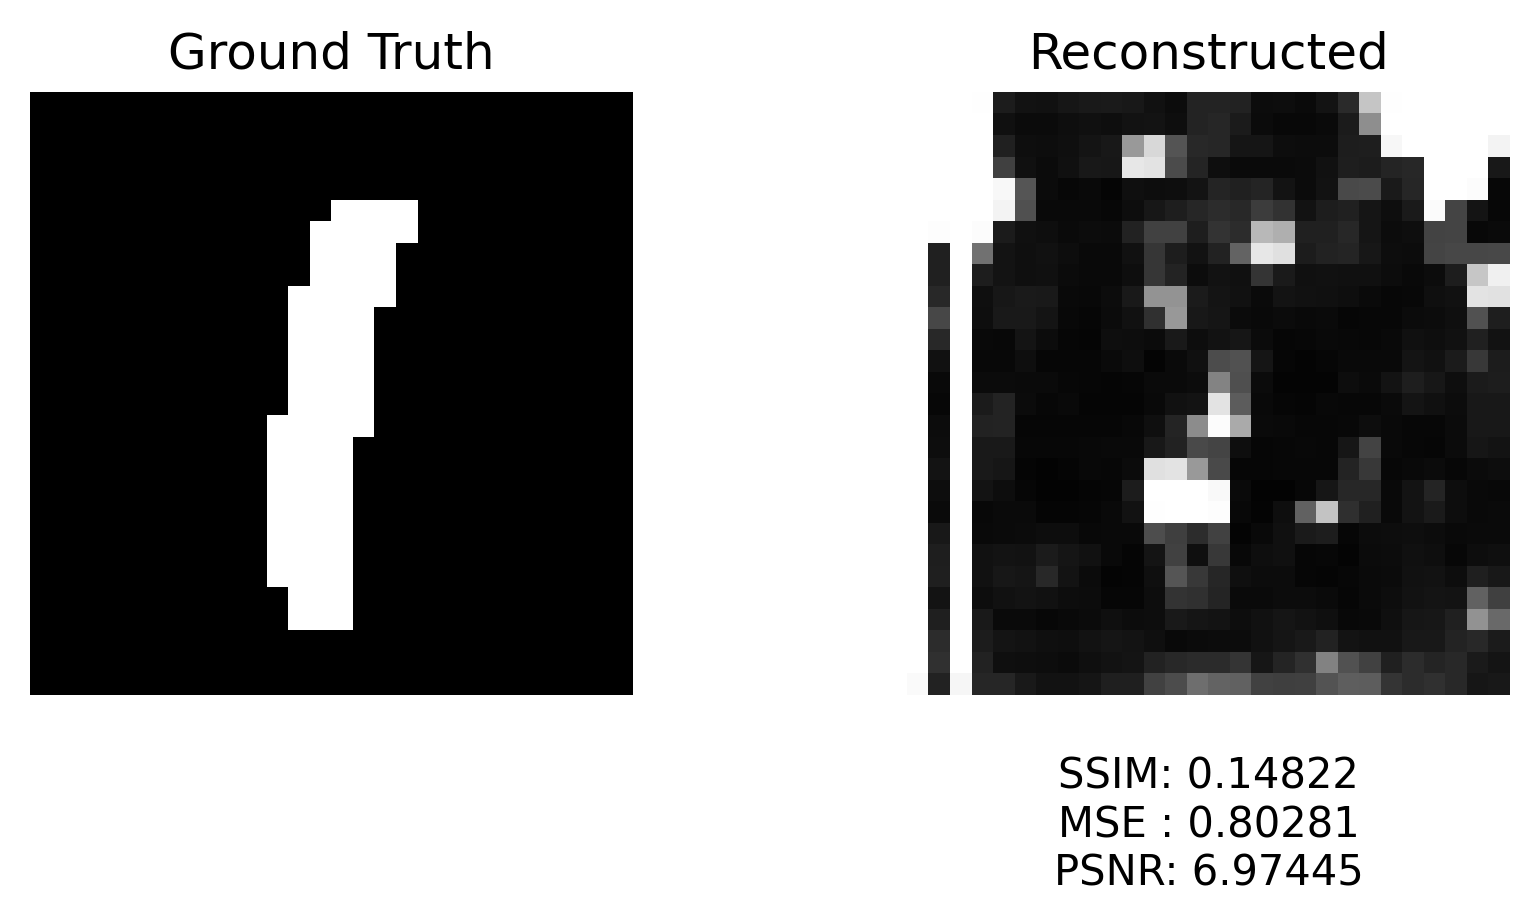 Ground Truth
Reconstructed
SSIM: 0.14822
MSE : 0.80281
PSNR: 6.97445